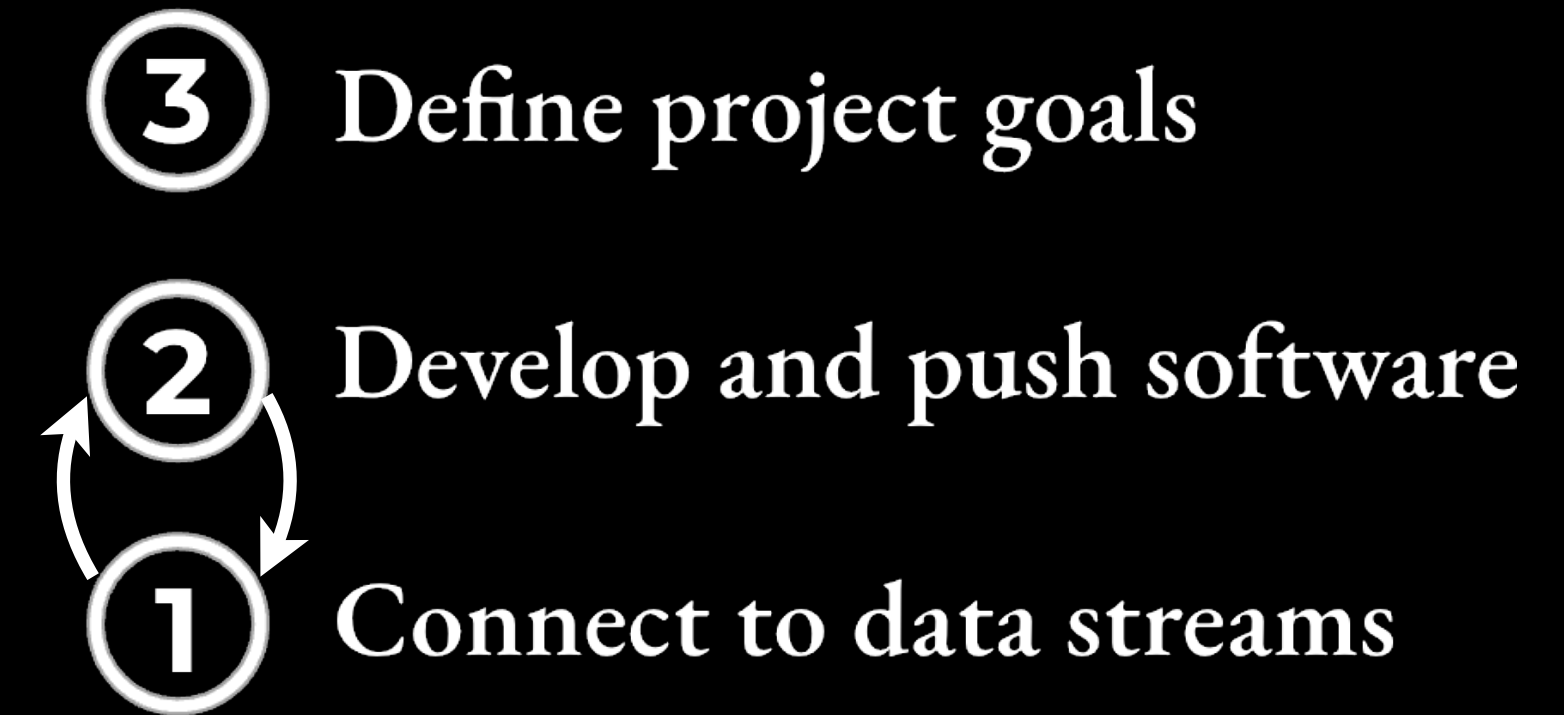 3 Define project goals
2 Develop and push software
1 Connect to data streams